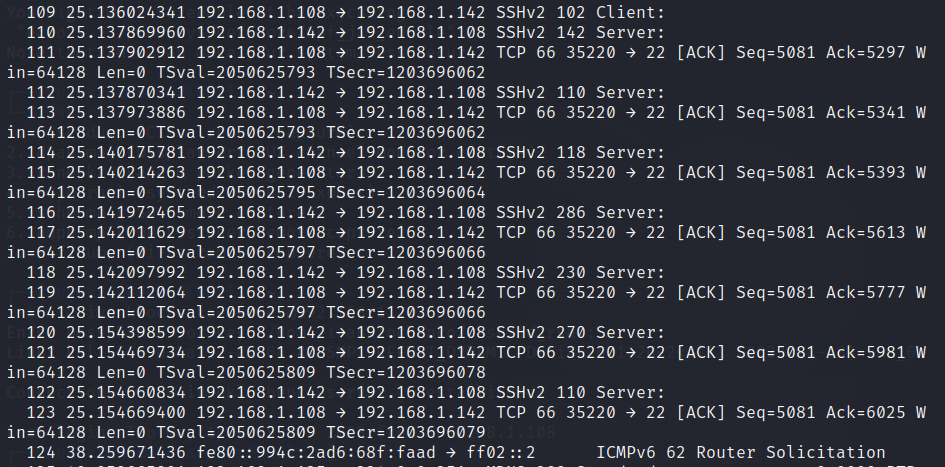 109 25.136024341 192.168.1.108 → 192.168.1.142 SSHv2 102 Client:
110 25.137869960 192.168.1.142 → 192.168.1.108 SSHv2 142 Server:
111 25.137902912 192.168.1.108 → 192.168.1.142 TCP 66 35220 → 22 [ACK] Seq=5081 Ack=5297 W
in=64128 Len=0 TSval=2050625793 TSecr=1203696062
112 25.137870341 192.168.1.142 → 192.168.1.108 SSHv2 110 Server:
113 25.137973886 192.168.1.108 → 192.168.1.142 TCP 66 35220 → 22 [ACK] Seq=5081 Ack=5341 W
in=64128 Len=0 TSval=2050625793 TSecr=1203696062
114 25.140175781 192.168.1.142 → 192.168.1.108 SSHv2 118 Server:
115 25.140214263 192.168.1.108 → 192.168.1.142 TCP 66 35220 → 22 [ACK] Seq=5081 Ack=5393 W
in=64128 Len=0 TSval=2050625795 TSecr=1203696064
116 25.141972465 192.168.1.142 → 192.168.1.108 SSHv2 286 Server:
117 25.142011629 192.168.1.108 → 192.168.1.142 TCP 66 35220 → 22 [ACK] Seq=5081 Ack=5613 W
in=64128 Len=0 TSval=2050625797 TSecr=1203696066
118 25.142097992 192.168.1.142 → 192.168.1.108 SSHv2 230 Server:
119 25.142112064 192.168.1.108 → 192.168.1.142 TCP 66 35220 → 22 [ACK] Seq=5081 Ack=5777 W
in=64128 Len=0 TSval=2050625797 TSecr=1203696066
120 25.154398599 192.168.1.142 → 192.168.1.108 SSHv2 270 Server:
121 25.154469734 192.168.1.108 → 192.168.1.142 TCP 66 35220 → 22 [ACK] Seq=5081 Ack=5981 W
in=64128 Len=0 TSval=2050625809 TSecr=1203696078
122 25.154660834 192.168.1.142 → 192.168.1.108 SSHv2 110 Server:
123 25.154669400 192.168.1.108 → 192.168.1.142 TCP 66 35220 → 22 [ACK] Seq=5081 Ack=6025 W
in=64128 Len=0 TSval=2050625809 TSecr=1203696079
124 38.259671436 fe80::994c:2ad6:68f:faad → ff02::2 ICMPv6 62 Router Solicitation